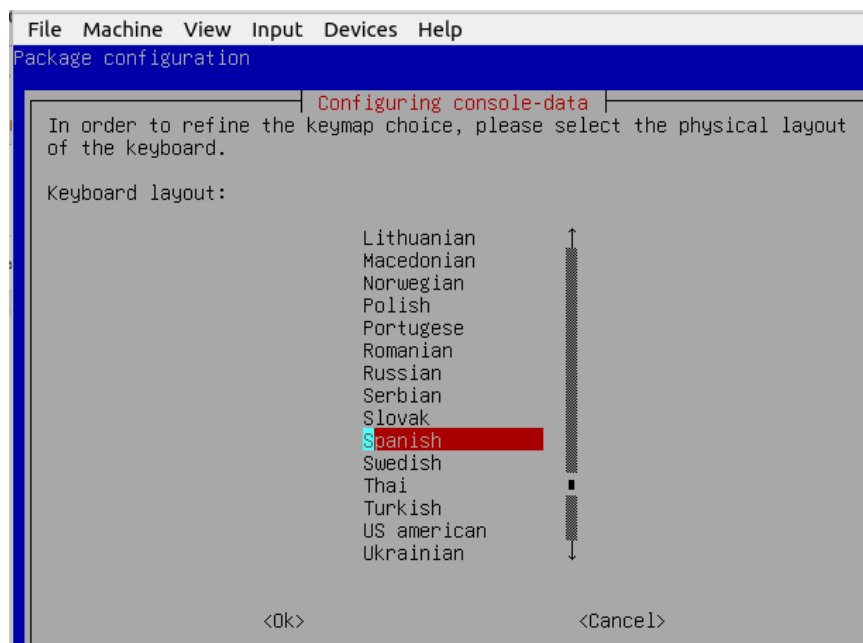 File Machine View Input Devices Help
Package configuration
Configuring console-data
In order to refine the keymap choice, please select the physical layout
of the keyboard.
Keyboard layout:
Lithuanian
Macedonian
Norwegian
Polish
Portugese
Romanian
Russian
Serbian
Slovak
Spanish
Swedish
Thai
Turkish
US american
Ukrainian
<Ok> <Cancel>